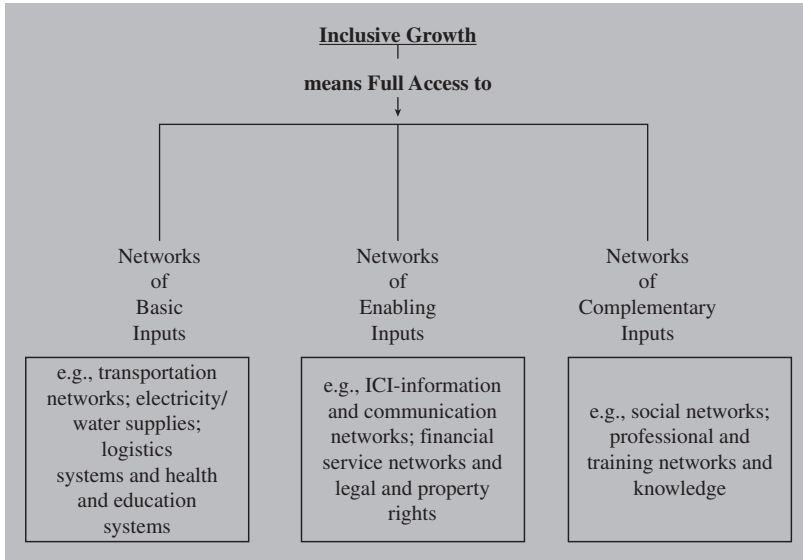 Inclusive Growth
means Full Access to
Networks
of
Basic
Inputs
e.g., transportation
networks; electricity/
water supplies;
logistics
systems and health
and education
systems
Networks
of
Enabling
Inputs
e.g., ICI-information
and communication
networks; financial
service networks and
legal and property
rights
Networks
of
Complementary
Inputs
e.g., social networks;
professional and
training networks and
knowledge